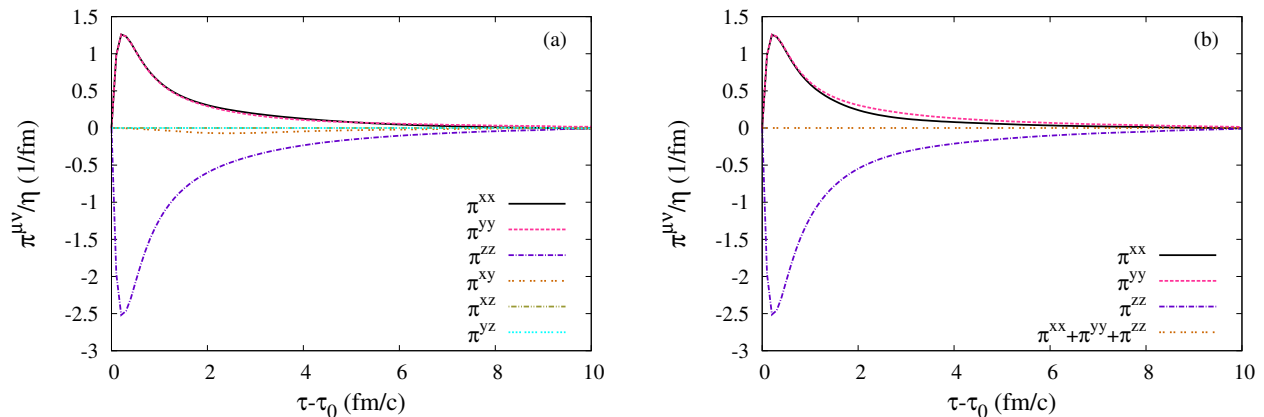 1.5
1
0.5
0
-0.5
-1
-1.5
-2
-2.5
-3
0 2 4 6 8 10
π^{μν}/η (1/fm)
τ-τ₀ (fm/c)
(a)
π^{xx}
π^{yy}
π^{zz}
π^{xy}
π^{xz}
π^{yz}
1.5
1
0.5
0
-0.5
-1
-1.5
-2
-2.5
-3
0 2 4 6 8 10
π^{μν}/η (1/fm)
τ-τ₀ (fm/c)
(b)
π^{xx}
π^{yy}
π^{zz}
π^{xx}+π^{yy}+π^{zz}